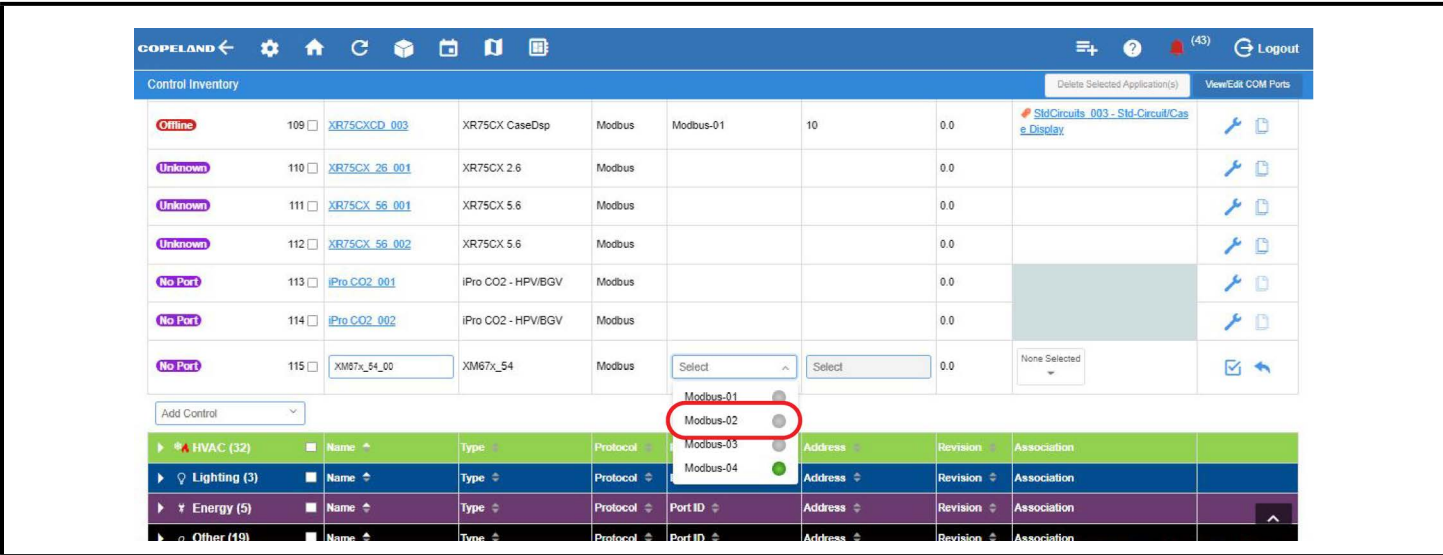 COPELAND (43) Logout
Control Inventory Delete Selected Application(s) View/Edit COM Ports
Offline 109 XR75CXCD_003 XR75CX CaseDsp Modbus Modbus-01 10 0.0 StdCircuits_003 - Std-Circuit/Cas
e Display
Unknown 110 XR75CX_26_001 XR75CX 2.6 Modbus 0.0
Unknown 111 XR75CX_56_001 XR75CX 5.6 Modbus 0.0
Unknown 112 XR75CX_56_002 XR75CX 5.6 Modbus 0.0
No Port 113 iPro CO2_001 iPro CO2 - HPV/BGV Modbus 0.0
No Port 114 iPro CO2_002 iPro CO2 - HPV/BGV Modbus 0.0
No Port 115 XM67x_54_00 XM67x_54 Modbus Select Select 0.0 None Selected
Modbus-01
Add Control
Modbus-02
HVAC (32) Name Type Protocol Modbus-03 Address Revision Association
Modbus-04
Lighting (3) Name Type Protocol Address Revision Association
Energy (5) Name Type Protocol Port ID Address Revision Association
Other (19) Name Type Protocol Port ID Address Revision Association